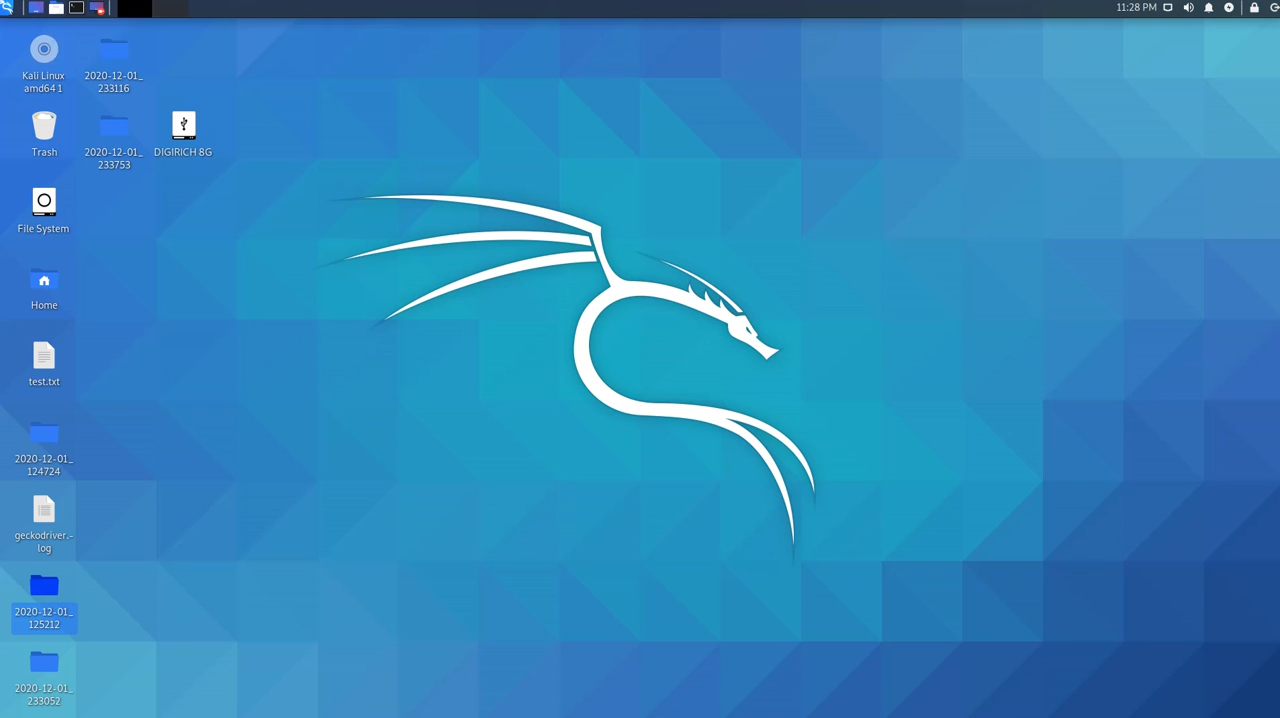 11:28 PM
Kali Linux
amd64 1
2020-12-01_
233116
Trash
2020-12-01_
233753
DIGIRICH 8G
File System
Home
test.txt
2020-12-01_
124724
geckodriver.-
log
2020-12-01_
125212
2020-12-01_
233052